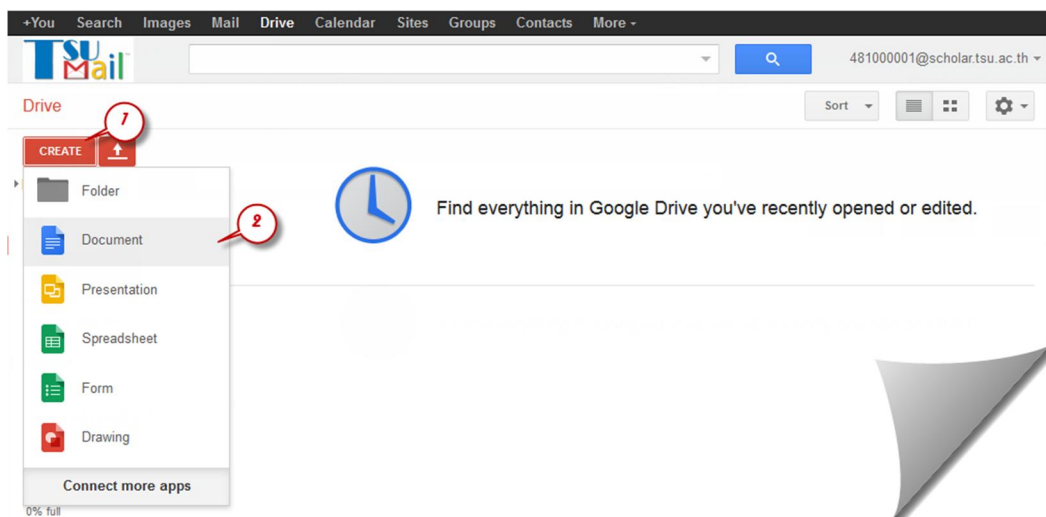 +You Search Images Mail Drive Calendar Sites Groups Contacts More
TSU Mail
481000001@scholar.tsu.ac.th
Drive
Sort
1
CREATE
Folder
Find everything in Google Drive you've recently opened or edited.
2
Document
Presentation
Spreadsheet
Form
Drawing
Connect more apps
0% full